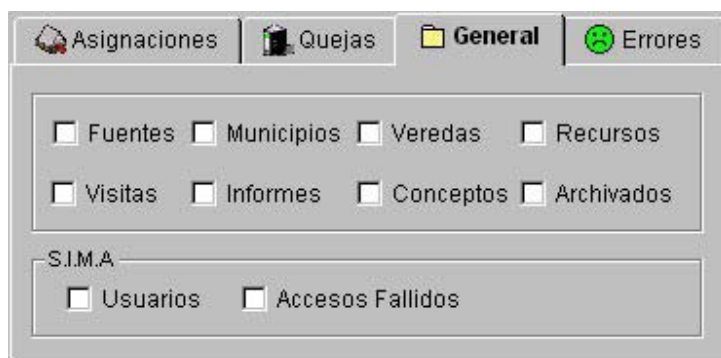 Asignaciones Quejas General Errores
Fuentes Municipios Veredas Recursos
Visitas Informes Conceptos Archivados
S.I.M.A
Usuarios Accesos Fallidos